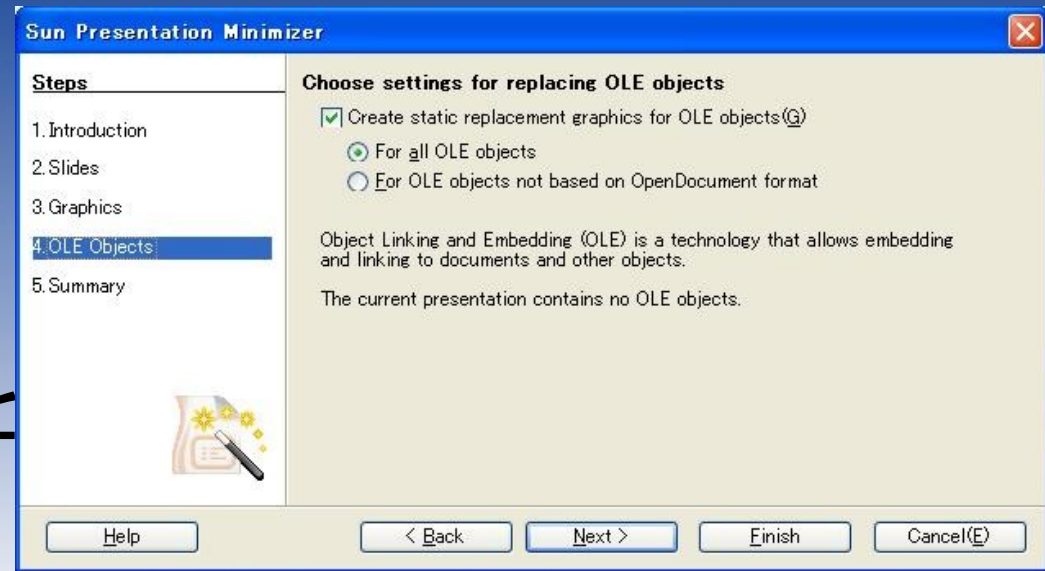 Sun Presentation Minimizer
Steps
1. Introduction
2. Slides
3. Graphics
4. OLE Objects
5. Summary
Choose settings for replacing OLE objects
Create static replacement graphics for OLE objects(G)
For all OLE objects
For OLE objects not based on OpenDocument format
Object Linking and Embedding (OLE) is a technology that allows embedding
and linking to documents and other objects.
The current presentation contains no OLE objects.
Help
< Back
Next >
Finish
Cancel(E)